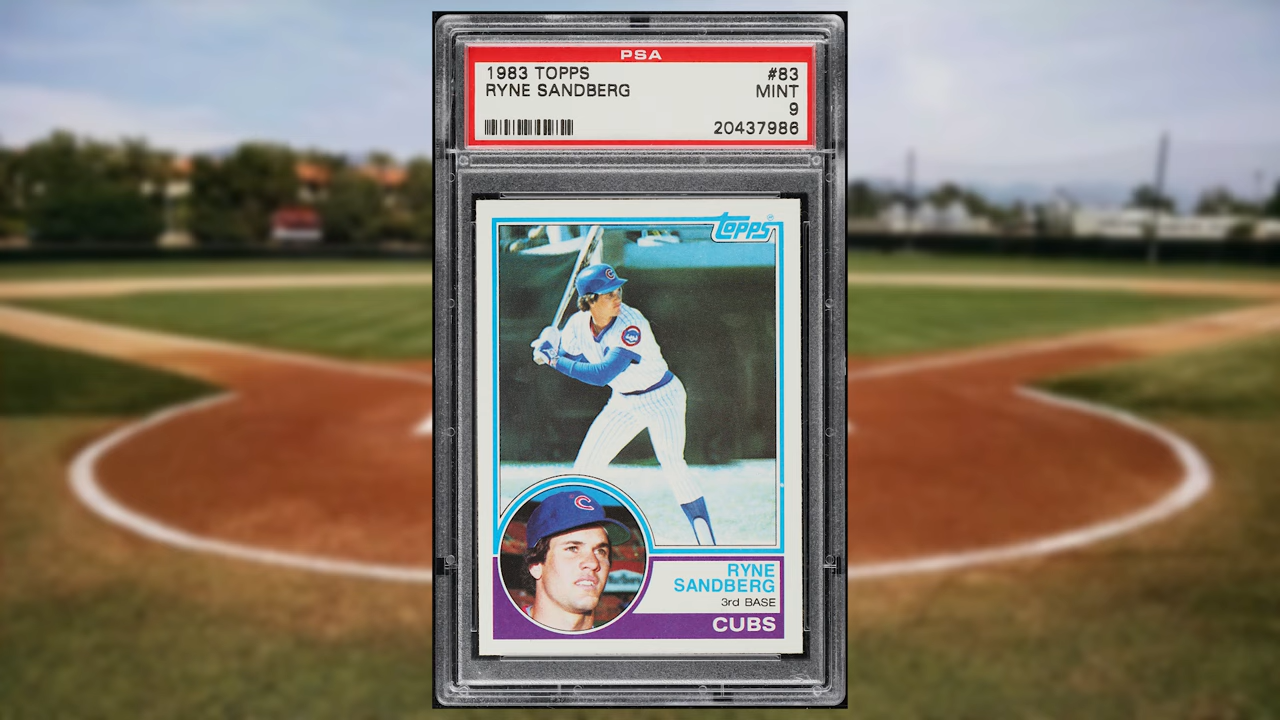 PSA
1983 TOPPS #83
RYNE SANDBERG MINT
9
20437986
topps
RYNE
SANDBERG
3rd BASE
CUBS